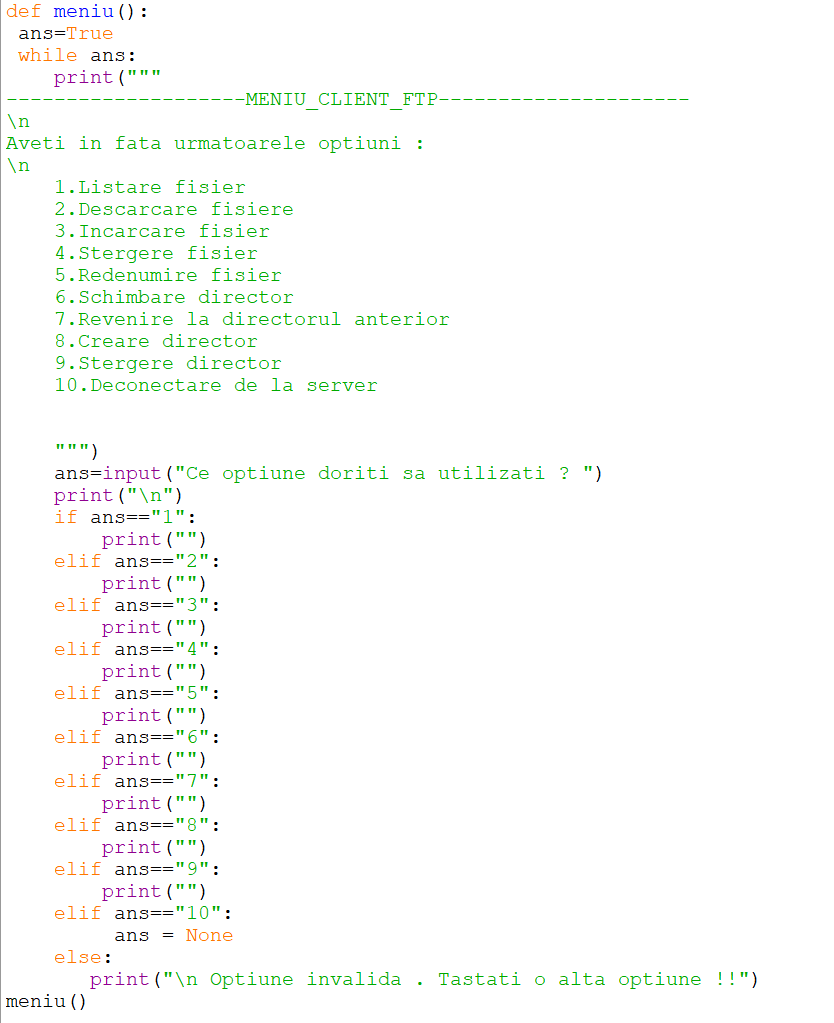 def meniu():
 ans=True
 while ans:
    print("""
--------------------MENIU_CLIENT_FTP---------------------
\n
Aveti in fata urmatoarele optiuni :
\n
    1.Listare fisier
    2.Descarcare fisiere
    3.Incarcare fisier
    4.Stergere fisier
    5.Redenumire fisier
    6.Schimbare director
    7.Revenire la directorul anterior
    8.Creare director
    9.Stergere director
    10.Deconectare de la server
    """)
    ans=input("Ce optiune doriti sa utilizati ? ")
    print("\n")
    if ans=="1":
        print("")
    elif ans=="2":
        print("")
    elif ans=="3":
        print("")
    elif ans=="4":
        print("")
    elif ans=="5":
        print("")
    elif ans=="6":
        print("")
    elif ans=="7":
        print("")
    elif ans=="8":
        print("")
    elif ans=="9":
        print("")
    elif ans=="10":
         ans = None
    else:
       print("\n Optiune invalida . Tastati o alta optiune !!")
meniu()